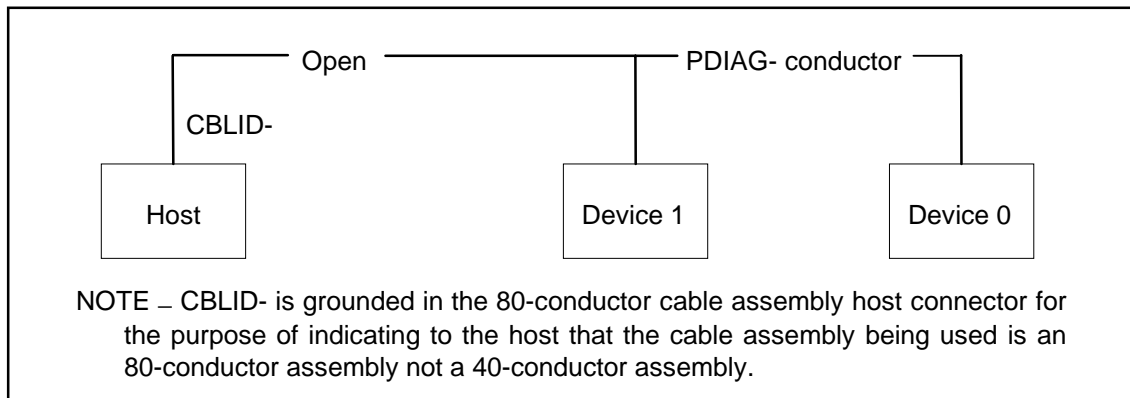 Open
PDIAG- conductor
CBLID-
Host
Device 1
Device 0
NOTE – CBLID- is grounded in the 80-conductor cable assembly host connector for
the purpose of indicating to the host that the cable assembly being used is an
80-conductor assembly not a 40-conductor assembly.